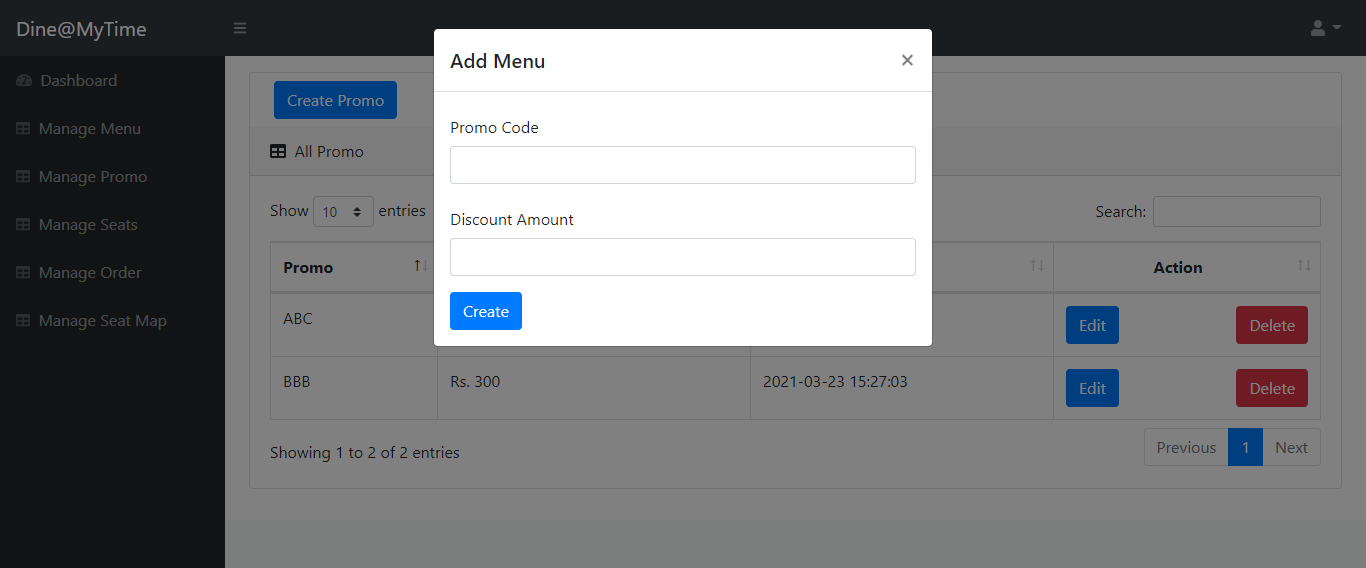 Dine@MyTime
Dashboard
Manage Menu
Manage Promo
Manage Seats
Manage Order
Manage Seat Map
Create Promo
All Promo
Show 10 entries
Search:
Promo
Action
ABC
Edit Delete
BBB Rs. 300 2021-03-23 15:27:03 Edit Delete
Showing 1 to 2 of 2 entries
Previous 1 Next
Add Menu ×
Promo Code
Discount Amount
Create